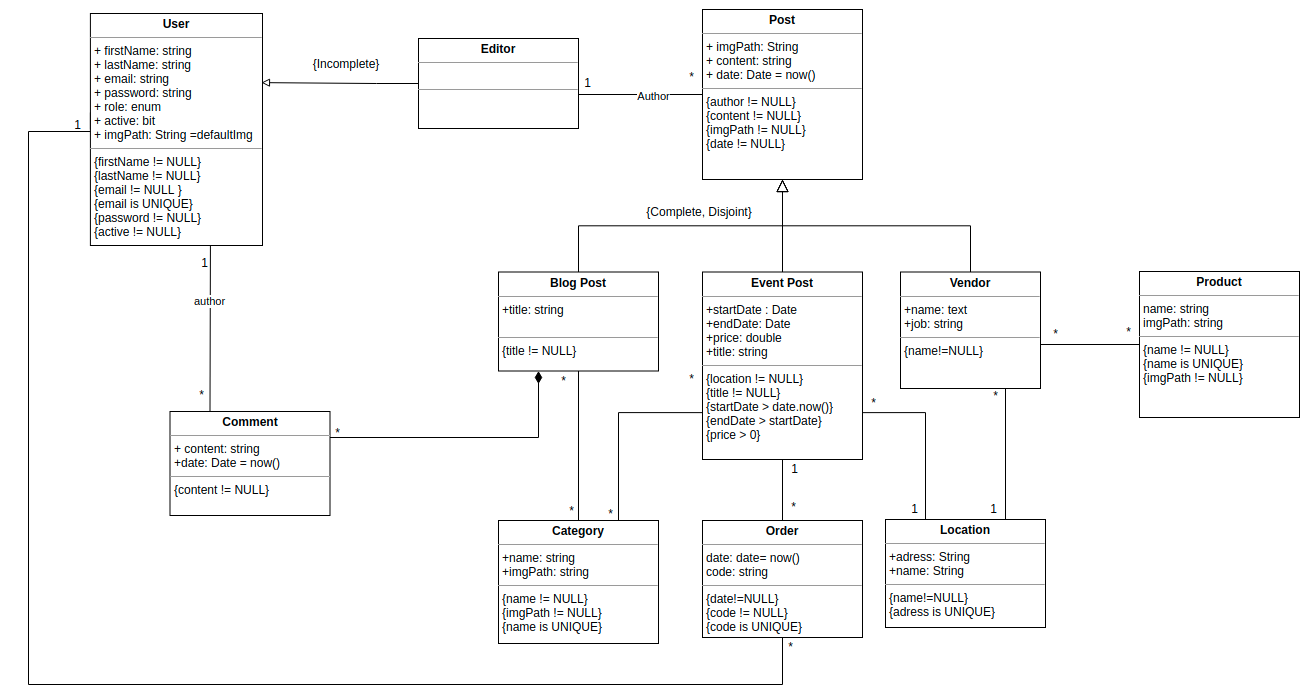 User
+ firstName: string
+ lastName: string
+ email: string
+ password: string
+ role: enum
+ active: bit
+ imgPath: String =defaultImg
{firstName != NULL}
{lastName != NULL}
{email != NULL }
{email is UNIQUE}
{password != NULL}
{active != NULL}
1
{Incomplete}
Editor
1
Author
*
Post
+ imgPath: String
+ content: string
+ date: Date = now()
{author != NULL}
{content != NULL}
{imgPath != NULL}
{date != NULL}
{Complete, Disjoint}
1
author
*
Blog Post
+title: string
{title != NULL}
*
Event Post
+startDate : Date
+endDate: Date
+price: double
+title: string
{location != NULL}
{title != NULL}
{startDate > date.now()}
{endDate > startDate}
{price > 0}
*
*
1
Vendor
+name: text
+job: string
{name!=NULL}
*
*
*
Product
name: string
imgPath: string
{name != NULL}
{name is UNIQUE}
{imgPath != NULL}
Comment
+ content: string
+date: Date = now()
{content != NULL}
*
*
*
Category
+name: string
+imgPath: string
{name != NULL}
{imgPath != NULL}
{name is UNIQUE}
*
Order
date: date= now()
code: string
{date!=NULL}
{code != NULL}
{code is UNIQUE}
*
1
1
Location
+adress: String
+name: String
{name!=NULL}
{adress is UNIQUE}